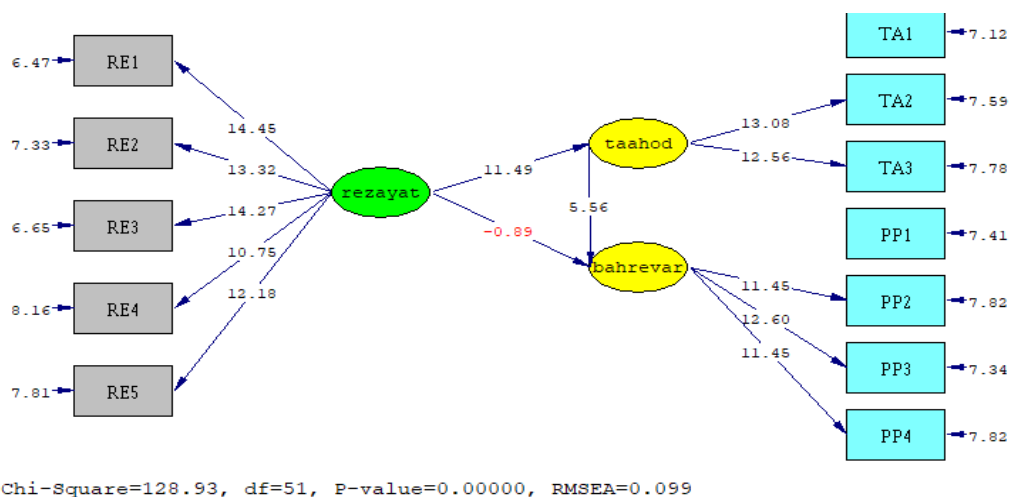 TA1
7.12
6.47
RE1
TA2
7.59
14.45
13.08
7.33
RE2
taahod
12.56
13.32
11.49
TA3
7.78
rezayat
14.27
5.56
6.65
RE3
-0.89
PP1
7.41
10.75
bahrevar
12.18
11.45
PP2
7.82
8.16
RE4
12.60
11.45
PP3
7.34
7.81
RE5
PP4
7.82
Chi-Square=128.93, df=51, P-value=0.00000, RMSEA=0.099